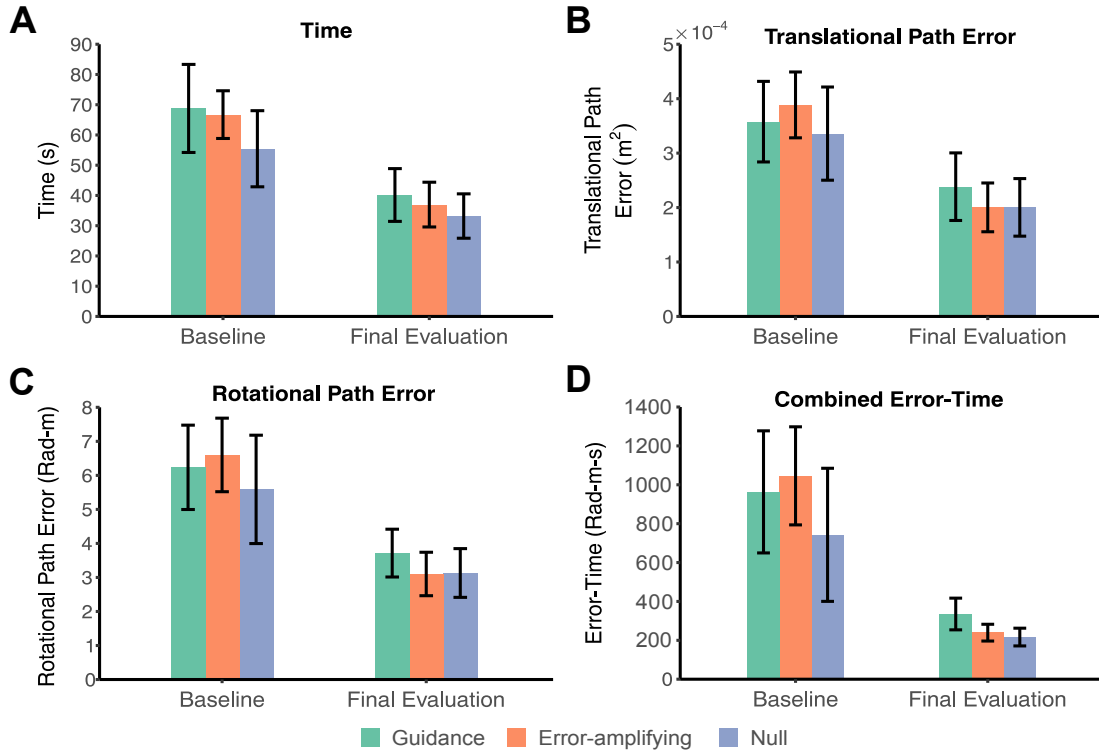 A
Time
Time (s)
90
80
70
60
50
40
30
20
10
0
Baseline
Final Evaluation
B
×10⁻⁴
Translational Path Error
Translational Path
Error (m²)
5
4
3
2
1
0
Baseline
Final Evaluation
C
Rotational Path Error
Rotational Path Error (Rad-m)
8
7
6
5
4
3
2
1
0
Baseline
Final Evaluation
D
Combined Error-Time
Error-Time (Rad-m-s)
1400
1200
1000
800
600
400
200
0
Baseline
Final Evaluation
Guidance
Error-amplifying
Null